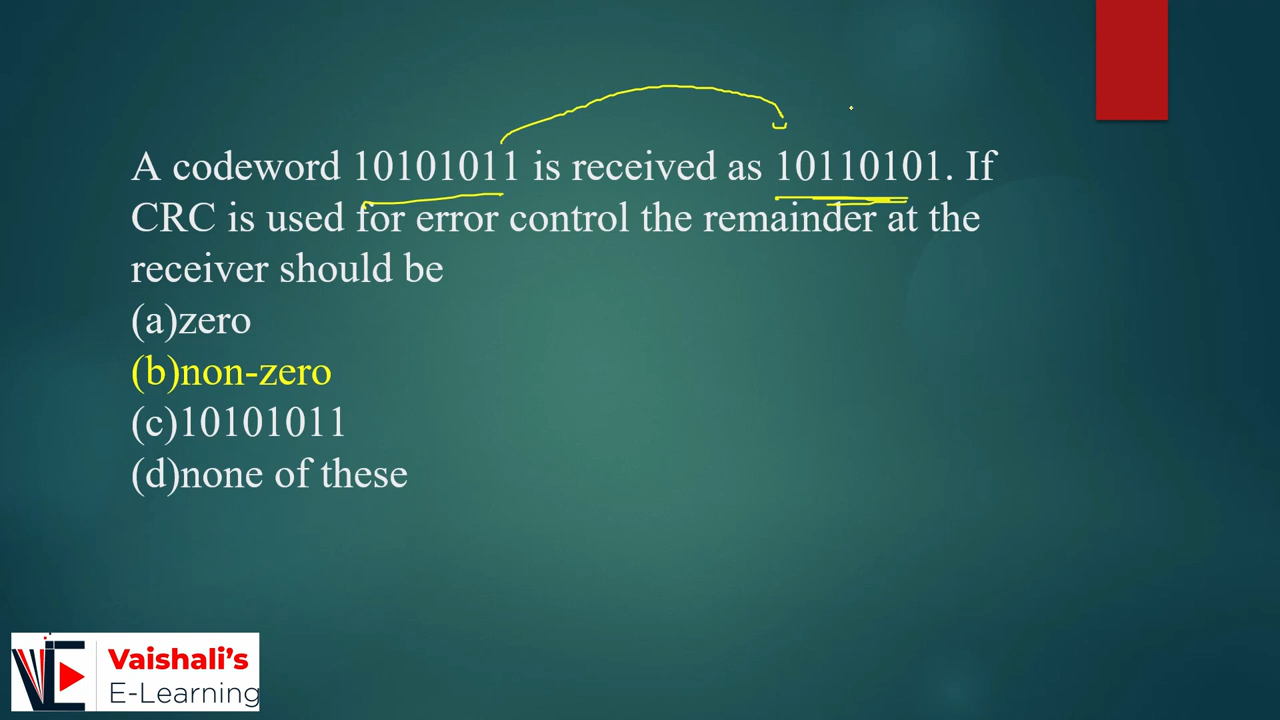 A codeword 10101011 is received as 10110101. If
CRC is used for error control the remainder at the
receiver should be
(a)zero
(b)non-zero
(c)10101011
(d)none of these
Vaishali's
E-Learning